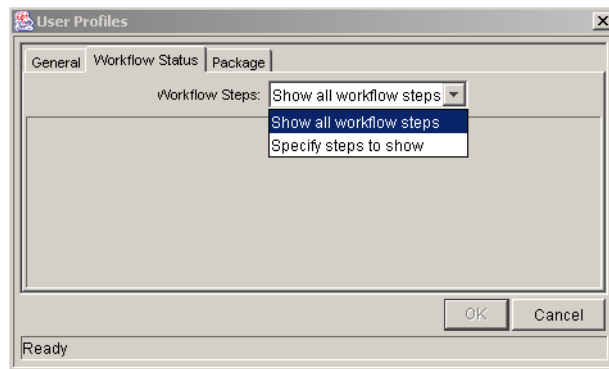 User Profiles
General Workflow Status Package
Workflow Steps: Show all workflow steps
Show all workflow steps
Specify steps to show
OK Cancel
Ready